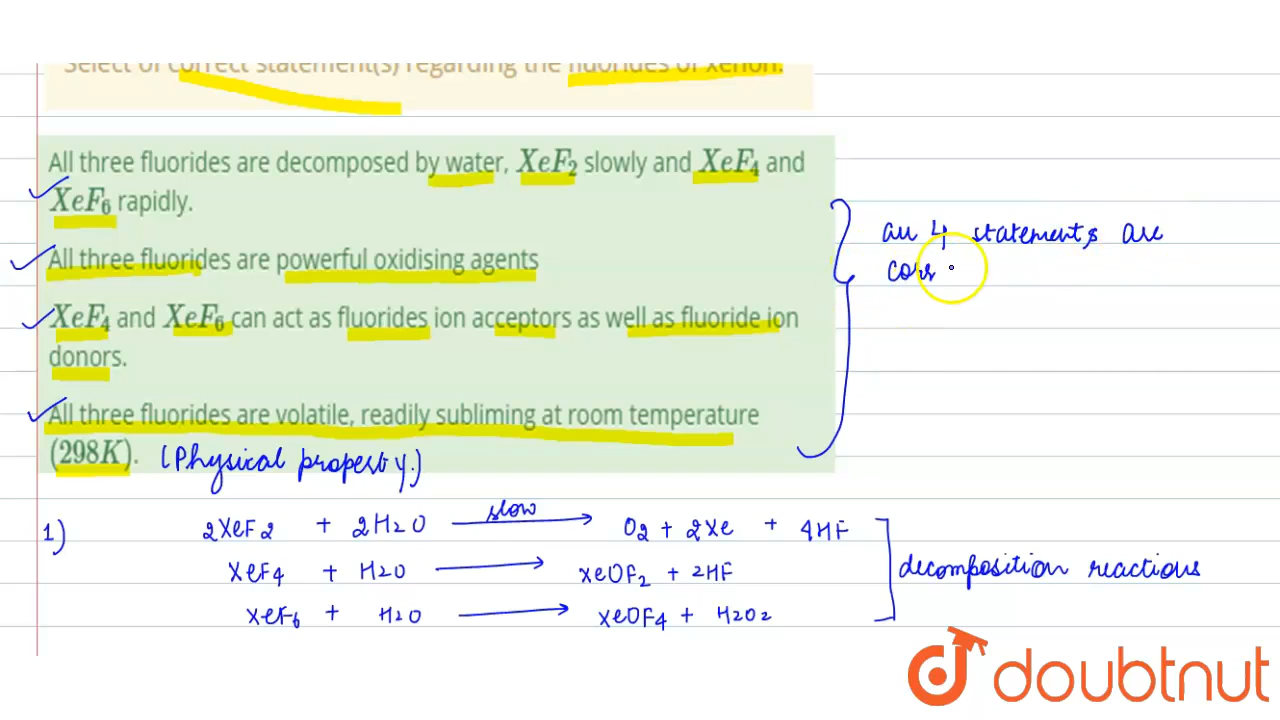 Select of correct statement(s) regarding the fluorides of xenon.
All three fluorides are decomposed by water, XeF₂ slowly and XeF₄ and
XeF₆ rapidly.
All three fluorides are powerful oxidising agents
XeF₄ and XeF₆ can act as fluorides ion acceptors as well as fluoride ion
donors.
All three fluorides are volatile, readily subliming at room temperature
(298K). (Physical property.)
all 4 statements are
corr
1) 2XeF₂ + 2H₂O slow → O₂ + 2Xe + 4HF
XeF₄ + H₂O → XeOF₂ + 2HF
XeF₆ + H₂O → XeOF₄ + H₂O₂
decomposition reactions
doubtnut